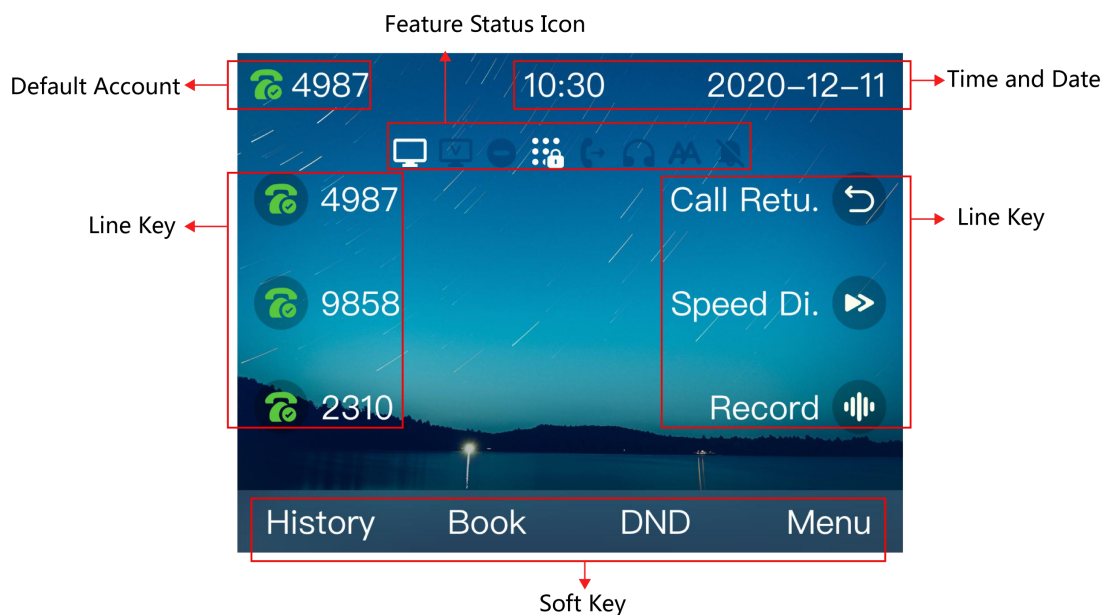 Feature Status Icon
Default Account
4987
10:30
2020-12-11
Time and Date
4987
Call Retu.
Line Key
Line Key
9858
Speed Di.
2310
Record
History
Book
DND
Menu
Soft Key